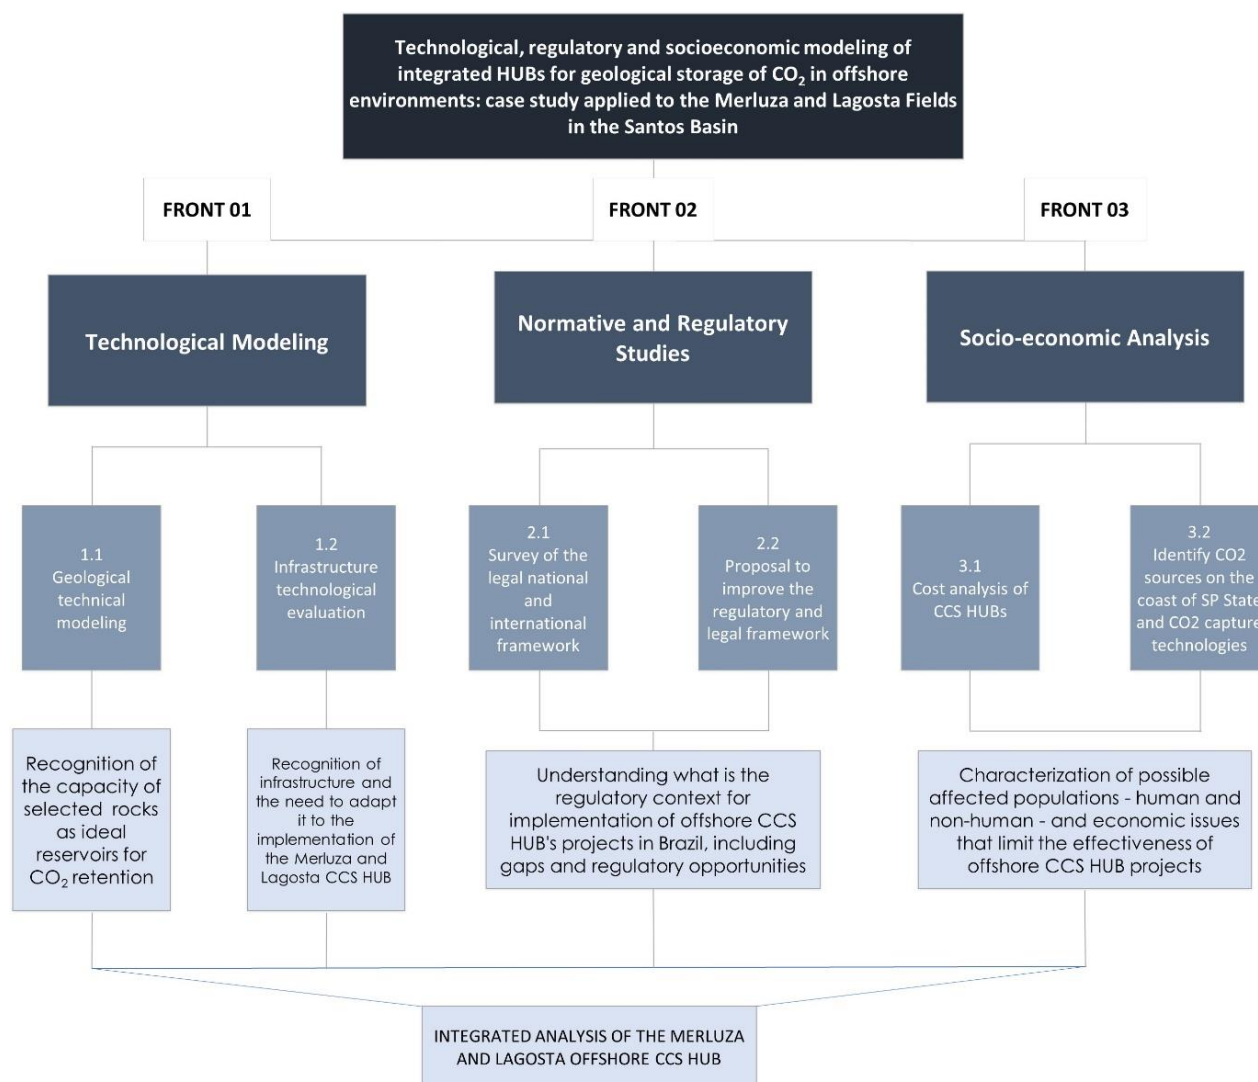 Technological, regulatory and socioeconomic modeling of
integrated HUBs for geological storage of CO₂ in offshore
environments: case study applied to the Merluza and Lagosta Fields
in the Santos Basin
FRONT 01
FRONT 02
FRONT 03
Technological Modeling
Normative and Regulatory
Studies
Socio-economic Analysis
1.1
Geological
technical
modeling
1.2
Infrastructure
technological
evaluation
2.1
Survey of the
legal national
and
international
framework
2.2
Proposal to
improve the
regulatory and
legal framework
3.1
Cost analysis of
CCS HUBs
3.2
Identify CO2
sources on the
coast of SP State
and CO2 capture
technologies
Recognition of
the capacity of
selected rocks
as ideal
reservoirs for
CO₂ retention
Recognition of
infrastructure and
the need to adapt
it to the
implementation of
the Merluza and
Lagosta CCS HUB
Understanding what is the
regulatory context for
implementation of offshore CCS
HUB's projects in Brazil, including
gaps and regulatory opportunities
Characterization of possible
affected populations - human and
non-human - and economic issues
that limit the effectiveness of
offshore CCS HUB projects
INTEGRATED ANALYSIS OF THE MERLUZA
AND LAGOSTA OFFSHORE CCS HUB